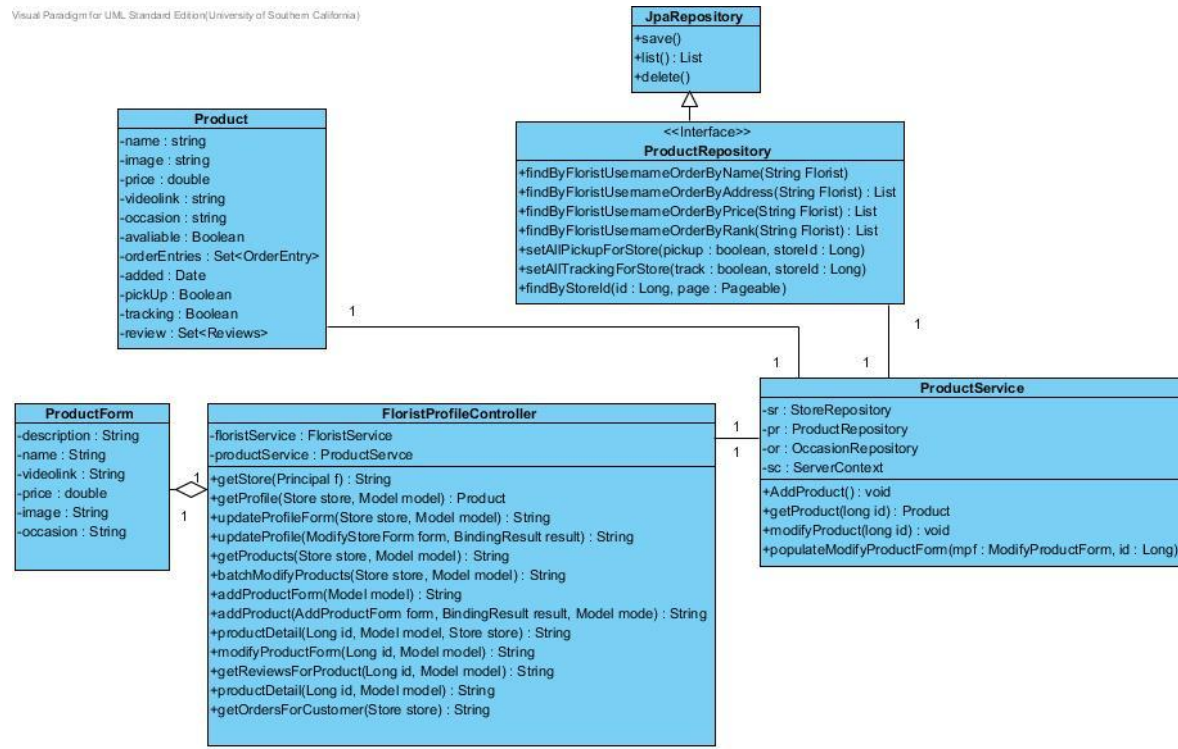 Visual Paradigm for UML Standard Edition(University of Southern California)
JpaRepository
+save()
+list() : List
+delete()
<<Interface>>
ProductRepository
+findByFloristUsernameOrderByName(String Florist)
+findByFloristUsernameOrderByAddress(String Florist) : List
+findByFloristUsernameOrderByPrice(String Florist) : List
+findByFloristUsernameOrderByRank(String Florist) : List
+setAllPickupForStore(pickup : boolean, storeId : Long)
+setAllTrackingForStore(track : boolean, storeId : Long)
+findByStoreId(id : Long, page : Pageable)
Product
-name : string
-image : string
-price : double
-videolink : string
-occasion : string
-avaliable : Boolean
-orderEntries : Set<OrderEntry>
-added : Date
-pickUp : Boolean
-tracking : Boolean
-review : Set<Reviews>
1
1
1
1
ProductForm
-description : String
-name : String
-videolink : String
-price : double
-image : String
-occasion : String
1
1
FloristProfileController
-floristService : FloristService
-productService : ProductServce
+getStore(Principal f) : String
+getProfile(Store store, Model model) : Product
+updateProfileForm(Store store, Model model) : String
+updateProfile(ModifyStoreForm form, BindingResult result) : String
+getProducts(Store store, Model model) : String
+batchModifyProducts(Store store, Model model) : String
+addProductForm(Model model) : String
+addProduct(AddProductForm form, BindingResult result, Model mode) : String
+productDetail(Long id, Model model, Store store) : String
+modifyProductForm(Long id, Model model) : String
+getReviewsForProduct(Long id, Model model) : String
+productDetail(Long id, Model model) : String
+getOrdersForCustomer(Store store) : String
1
1
ProductService
-sr : StoreRepository
-pr : ProductRepository
-or : OccasionRepository
-sc : ServerContext
+AddProduct() : void
+getProduct(long id) : Product
+modifyProduct(long id) : void
+populateModifyProductForm(mpf : ModifyProductForm, id : Long)